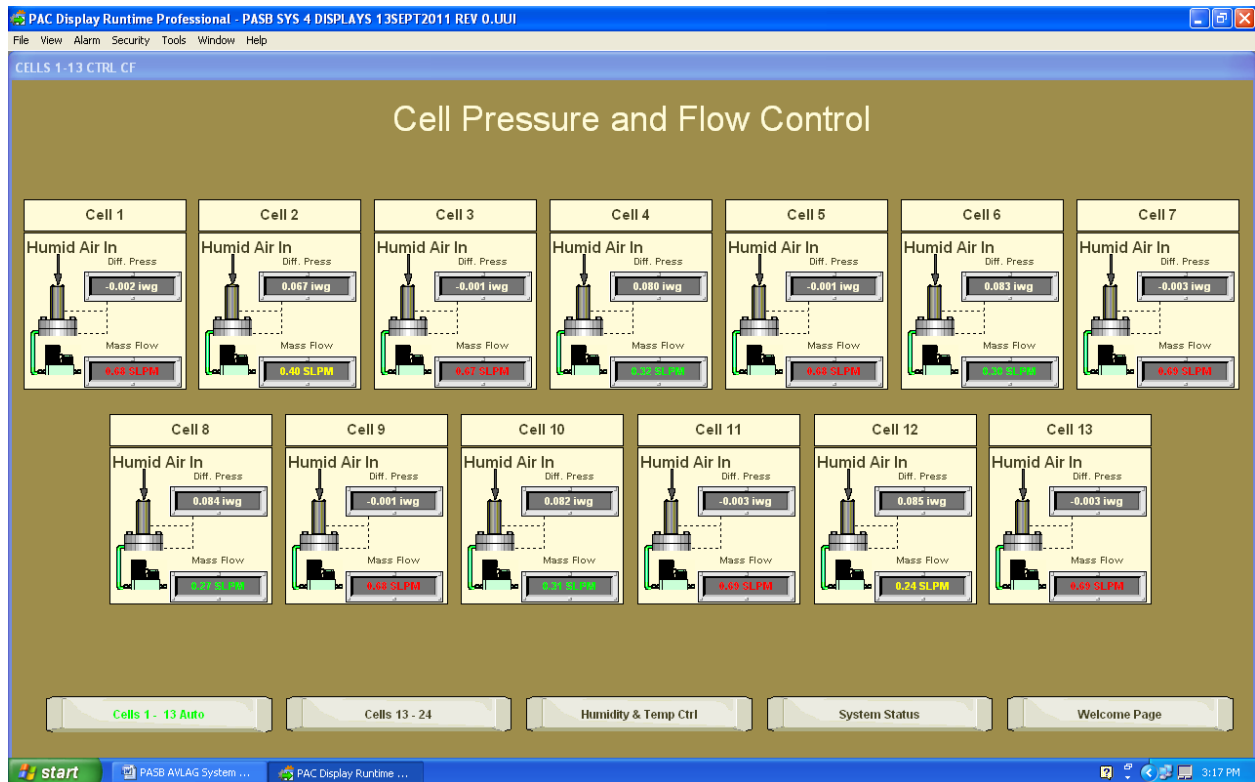 PAC Display Runtime Professional - PASB SYS 4 DISPLAYS 13SEPT2011 REV 0.UUI
File View Alarm Security Tools Window Help
CELLS 1-13 CTRL CF
Cell Pressure and Flow Control
Cell 1
Humid Air In
Diff. Press
-0.002 iwg
Mass Flow
0.68 SLPM
Cell 2
Humid Air In
Diff. Press
0.067 iwg
Mass Flow
0.40 SLPM
Cell 3
Humid Air In
Diff. Press
-0.001 iwg
Mass Flow
0.67 SLPM
Cell 4
Humid Air In
Diff. Press
0.080 iwg
Mass Flow
0.32 SLPM
Cell 5
Humid Air In
Diff. Press
-0.001 iwg
Mass Flow
0.68 SLPM
Cell 6
Humid Air In
Diff. Press
0.083 iwg
Mass Flow
0.30 SLPM
Cell 7
Humid Air In
Diff. Press
-0.003 iwg
Mass Flow
0.69 SLPM
Cell 8
Humid Air In
Diff. Press
0.084 iwg
Mass Flow
0.27 SLPM
Cell 9
Humid Air In
Diff. Press
-0.001 iwg
Mass Flow
0.68 SLPM
Cell 10
Humid Air In
Diff. Press
0.082 iwg
Mass Flow
0.31 SLPM
Cell 11
Humid Air In
Diff. Press
-0.003 iwg
Mass Flow
0.69 SLPM
Cell 12
Humid Air In
Diff. Press
0.085 iwg
Mass Flow
0.24 SLPM
Cell 13
Humid Air In
Diff. Press
-0.003 iwg
Mass Flow
0.69 SLPM
Cells 1 - 13 Auto
Cells 13 - 24
Humidity & Temp Ctrl
System Status
Welcome Page
start
PASB AVLAG System ...
PAC Display Runtime ...
3:17 PM